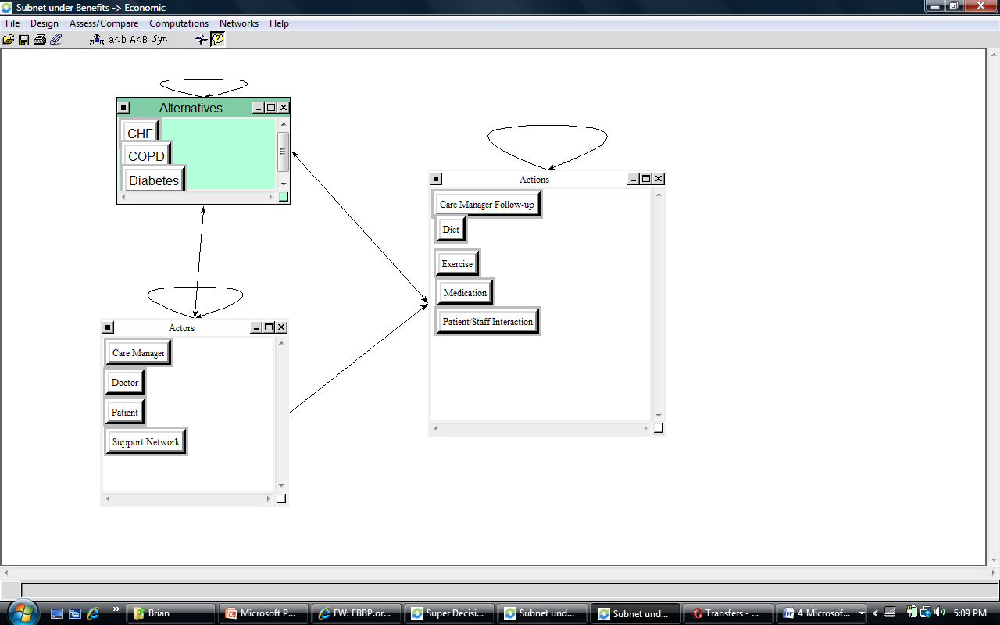 Subnet under Benefits -> Economic
File Design Assess/Compare Computations Networks Help
a<b A<B Syn
Alternatives
CHF
COPD
Diabetes
Actions
Care Manager Follow-up
Diet
Exercise
Medication
Patient/Staff Interaction
Actors
Care Manager
Doctor
Patient
Support Network
Brian Microsoft P... FW: EBBP.or... Super Decisi... Subnet und... Subnet und... Transfers - ... 4 Microsof... 5:09 PM